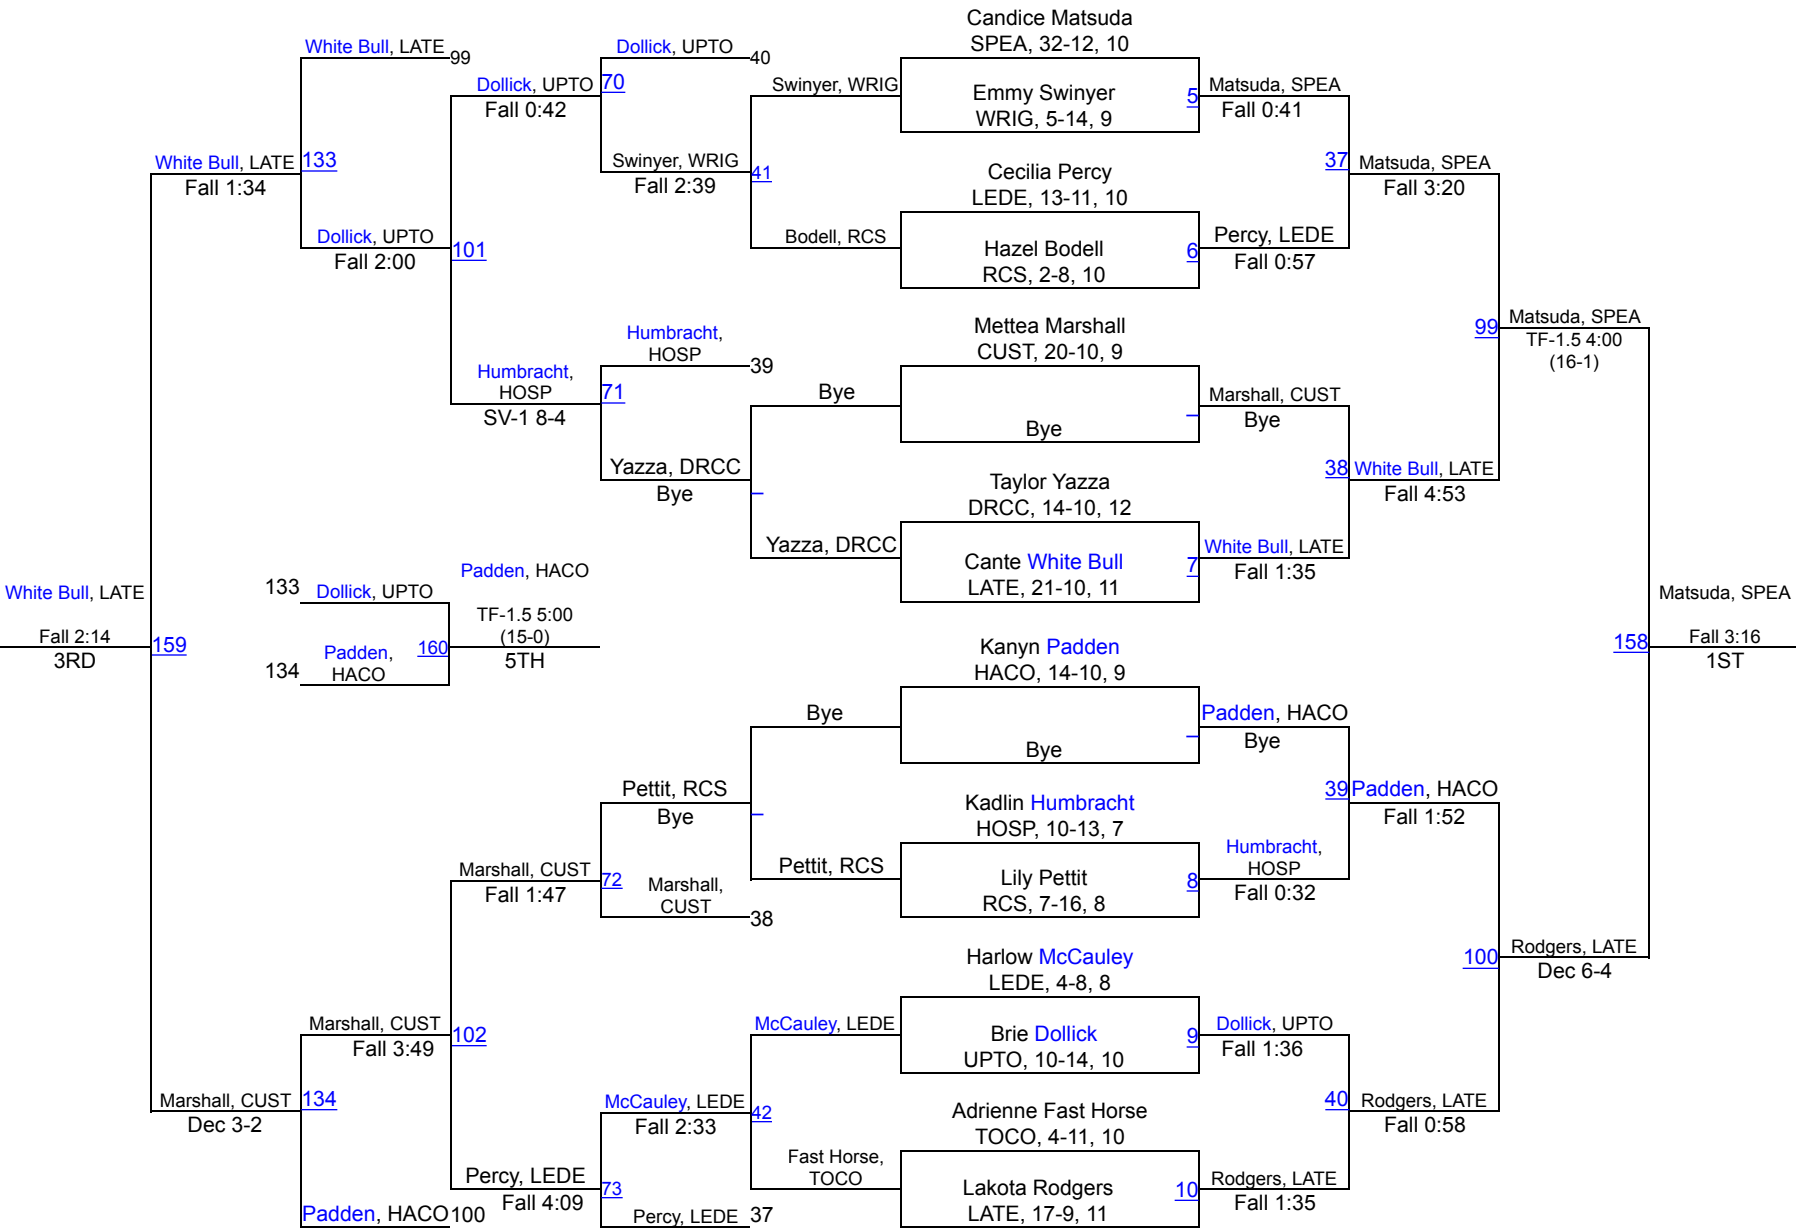 Candice Matsuda
SPEA, 32-12, 10
White Bull, LATE
99
Dollick, UPTO
40
Dollick, UPTO
70
Fall 0:42
Swinyer, WRIG
Emmy Swinyer
WRIG, 5-14, 9
5
Matsuda, SPEA
Fall 0:41
White Bull, LATE
133
Fall 1:34
Swinyer, WRIG
41
Fall 2:39
Cecilia Percy
LEDE, 13-11, 10
37
Matsuda, SPEA
Fall 3:20
Dollick, UPTO
101
Fall 2:00
Bodell, RCS
Hazel Bodell
RCS, 2-8, 10
6
Percy, LEDE
Fall 0:57
Humbracht,
HOSP
39
Mettea Marshall
CUST, 20-10, 9
99
Matsuda, SPEA
TF-1.5 4:00
(16-1)
Humbracht,
HOSP
71
SV-1 8-4
Bye
Bye
Marshall, CUST
Bye
Yazza, DRCC
Bye
Taylor Yazza
DRCC, 14-10, 12
38
White Bull, LATE
Fall 4:53
Yazza, DRCC
Cante White Bull
LATE, 21-10, 11
7
White Bull, LATE
Fall 1:35
White Bull, LATE
Fall 2:14
3RD
159
133
Dollick, UPTO
134
Padden,
HACO
160
Padden, HACO
TF-1.5 5:00
(15-0)
5TH
Matsuda, SPEA
158
Fall 3:16
1ST
Kanyn Padden
HACO, 14-10, 9
Bye
Bye
Padden, HACO
Bye
Pettit, RCS
Bye
Kadlin Humbracht
HOSP, 10-13, 7
39
Padden, HACO
Fall 1:52
Marshall, CUST
Fall 1:47
72
Marshall,
CUST
38
Pettit, RCS
Lily Pettit
RCS, 7-16, 8
8
Humbracht,
HOSP
Fall 0:32
Harlow McCauley
LEDE, 4-8, 8
100
Rodgers, LATE
Dec 6-4
Marshall, CUST
102
Fall 3:49
McCauley, LEDE
Brie Dollick
UPTO, 10-14, 10
9
Dollick, UPTO
Fall 1:36
Marshall, CUST
134
Dec 3-2
McCauley, LEDE
42
Fall 2:33
Adrienne Fast Horse
TOCO, 4-11, 10
40
Rodgers, LATE
Fall 0:58
Percy, LEDE
73
Fall 4:09
Fast Horse,
TOCO
Lakota Rodgers
LATE, 17-9, 11
10
Rodgers, LATE
Fall 1:35
Padden, HACO
100
Percy, LEDE
37